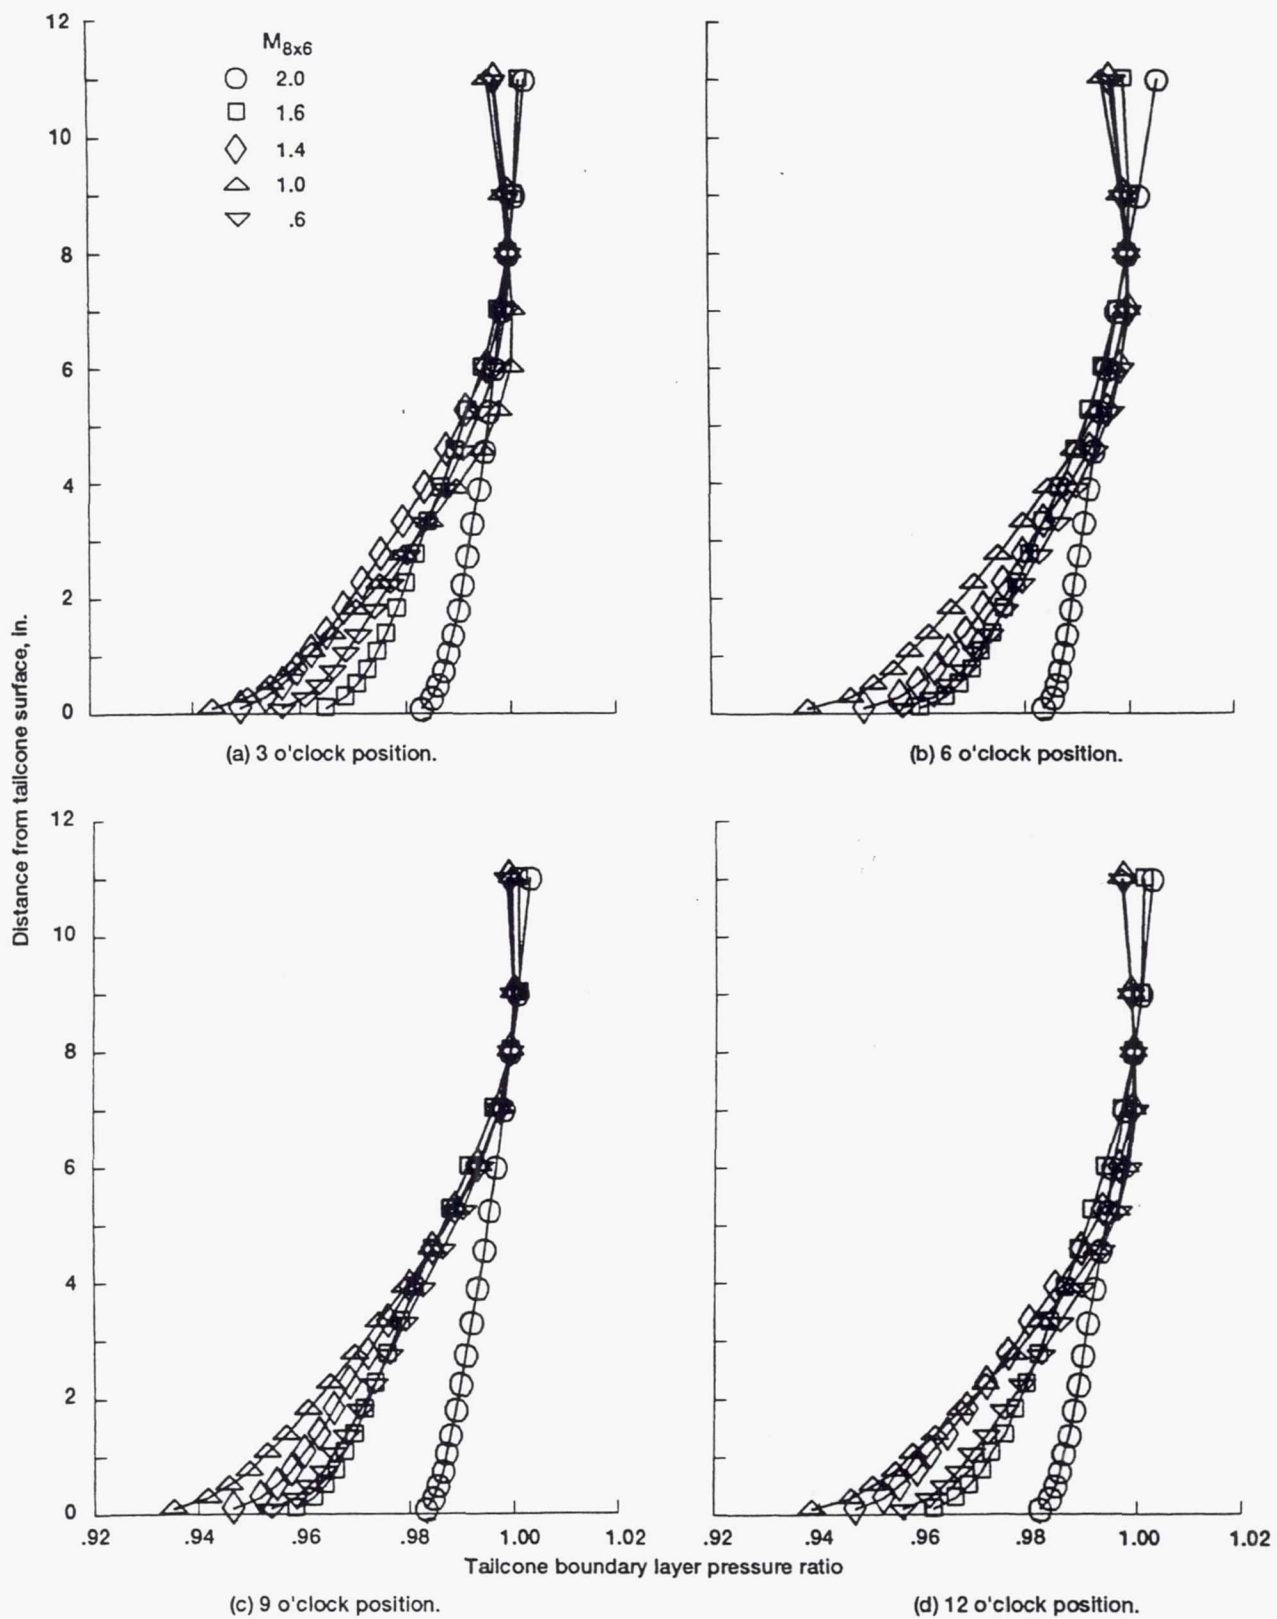 12
10
8
6
4
2
0
M8x6
2.0
1.6
1.4
1.0
.6
(a) 3 o'clock position.
(b) 6 o'clock position.
Distance from tailcone surface, in.
12
10
8
6
4
2
0
.92 .94 .96 .98 1.00 1.02
.92 .94 .96 .98 1.00 1.02
Tailcone boundary layer pressure ratio
(c) 9 o'clock position.
(d) 12 o'clock position.